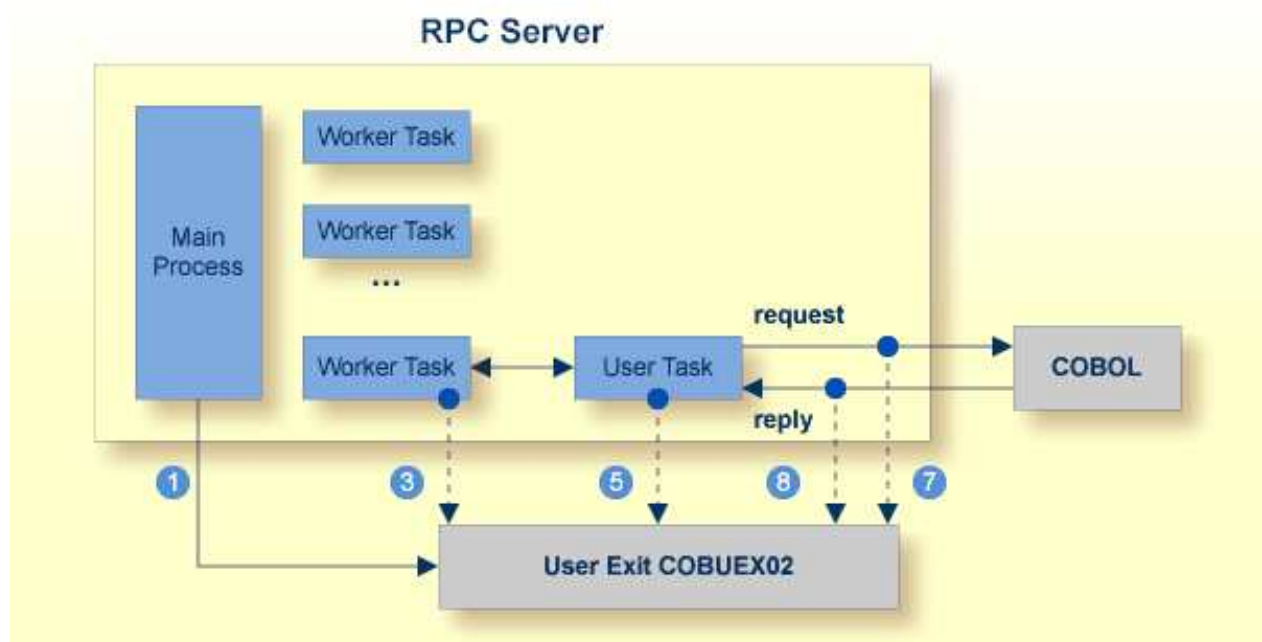 RPC Server
Main
Process
Worker Task
Worker Task
...
Worker Task
User Task
request
reply
COBOL
1
3
5
8
7
User Exit COBUEX02